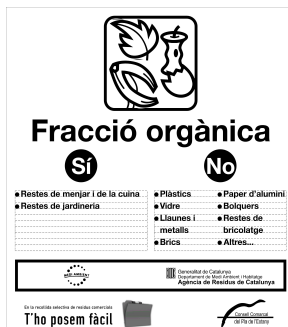 Fracció orgànica
Sí
No
Restes de menjar i de la cuina
Restes de jardineria
Plàstics
Vidre
Llaunes i
metalls
Brics
Paper d'alumini
Bolquers
Restes de
bricolatge
Altres...
MEDI AMBIENT
Generalitat de Catalunya
Departament de Medi Ambient i Habitatge
Agència de Residus de Catalunya
En la recollida selectiva de residus comercials
T'ho posem fàcil
Consell Comarcal
del Pla de l'Estany